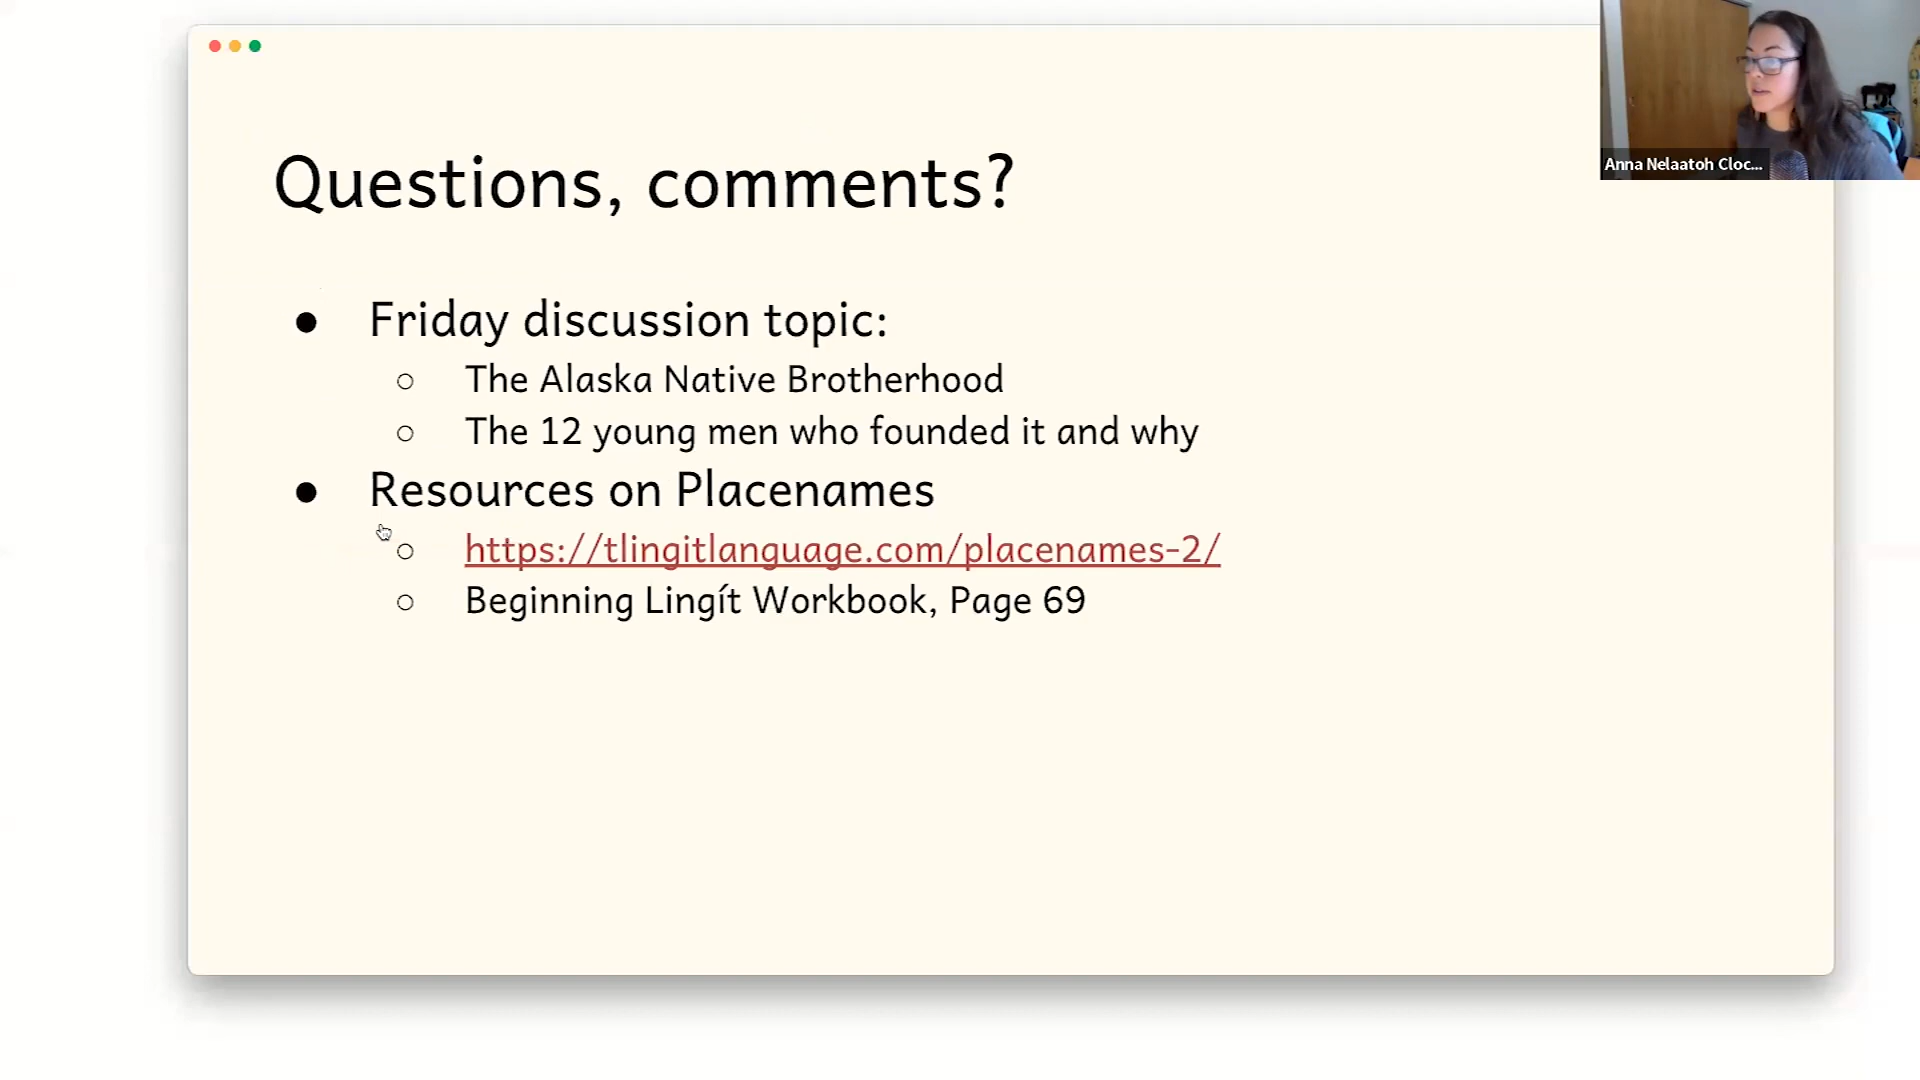 Questions, comments?
● Friday discussion topic:
○ The Alaska Native Brotherhood
○ The 12 young men who founded it and why
● Resources on Placenames
○ https://tlingitlanguage.com/placenames-2/
○ Beginning Lingít Workbook, Page 69
Anna Nelaatoh Cloc...